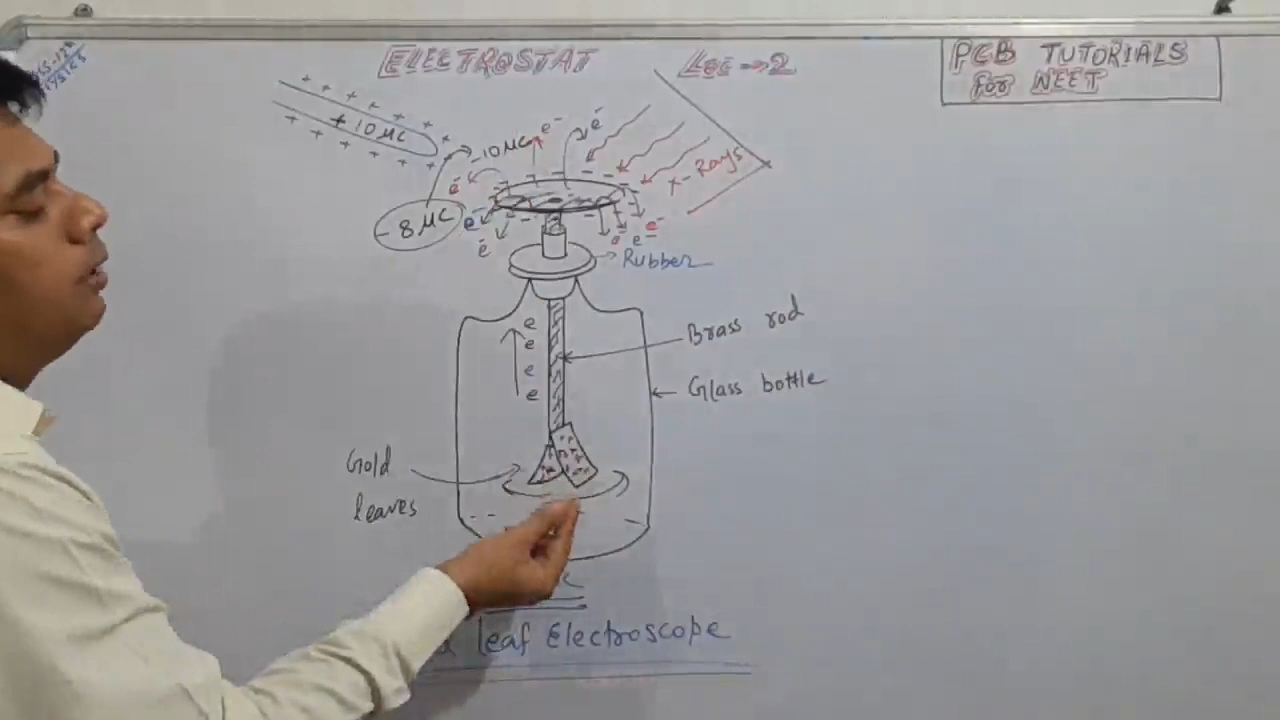 ELECTROSTAT
LEC → 2
PCB TUTORIALS
for NEET
+ 10 μC
-10 μC
e⁻
e⁻
e⁻
X-Rays
- 8 μC
e⁻
e⁻
e⁻
e⁻
e⁻
Rubber
e
e
e
e
Brass rod
Glass bottle
Gold
leaves
leaf Electroscope